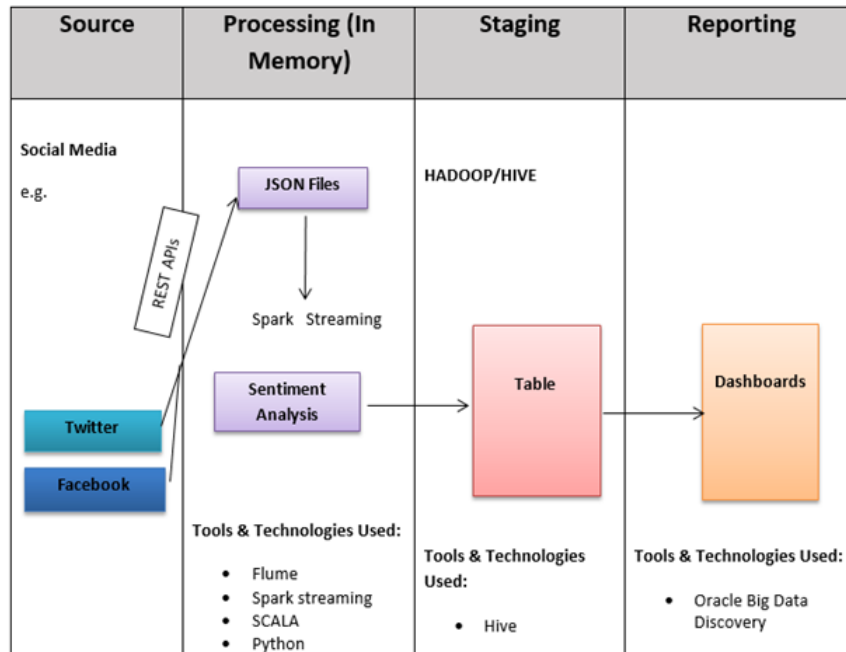 Source
Processing (In
Memory)
Staging
Reporting
Social Media
e.g.
REST APIs
Twitter
Facebook
JSON Files
Spark Streaming
Sentiment
Analysis
Tools & Technologies Used:
• Flume
• Spark streaming
• SCALA
• Python
HADOOP/HIVE
Table
Tools & Technologies
Used:
• Hive
Dashboards
Tools & Technologies Used:
• Oracle Big Data
Discovery